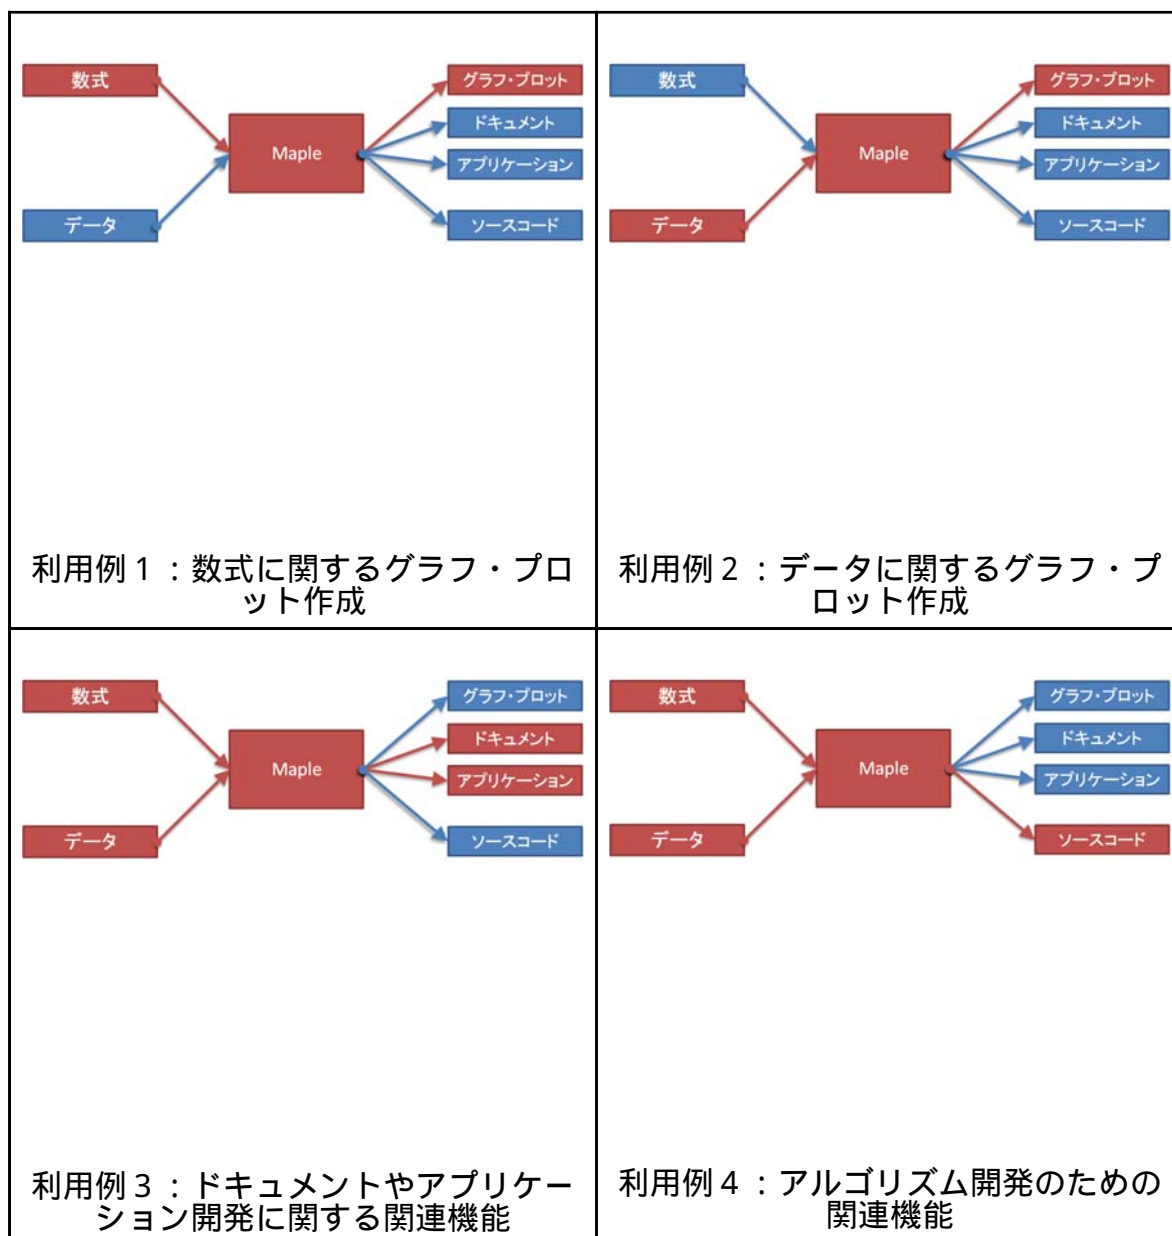 数式
データ
Maple
グラフ・プロット
ドキュメント
アプリケーション
ソースコード
利用例1：数式に関するグラフ・プロ
ット作成
数式
データ
Maple
グラフ・プロット
ドキュメント
アプリケーション
ソースコード
利用例2：データに関するグラフ・プ
ロット作成
数式
データ
Maple
グラフ・プロット
ドキュメント
アプリケーション
ソースコード
利用例3：ドキュメントやアプリケー
ション開発に関する関連機能
数式
データ
Maple
グラフ・プロット
ドキュメント
アプリケーション
ソースコード
利用例4：アルゴリズム開発のための
関連機能